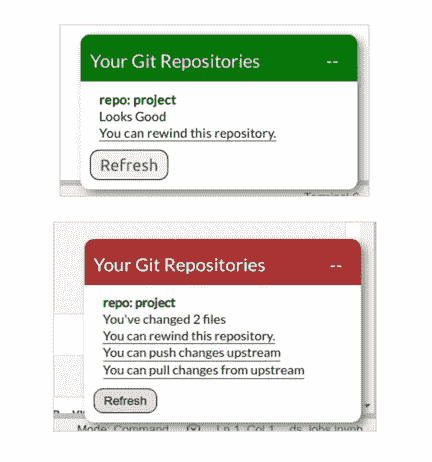 Your Git Repositories --
repo: project
Looks Good
You can rewind this repository.
Refresh
Your Git Repositories --
repo: project
You've changed 2 files
You can rewind this repository.
You can push changes upstream
You can pull changes from upstream
Refresh
Mode: Command Ln 1, Col 1 ds_jobs.ipynb